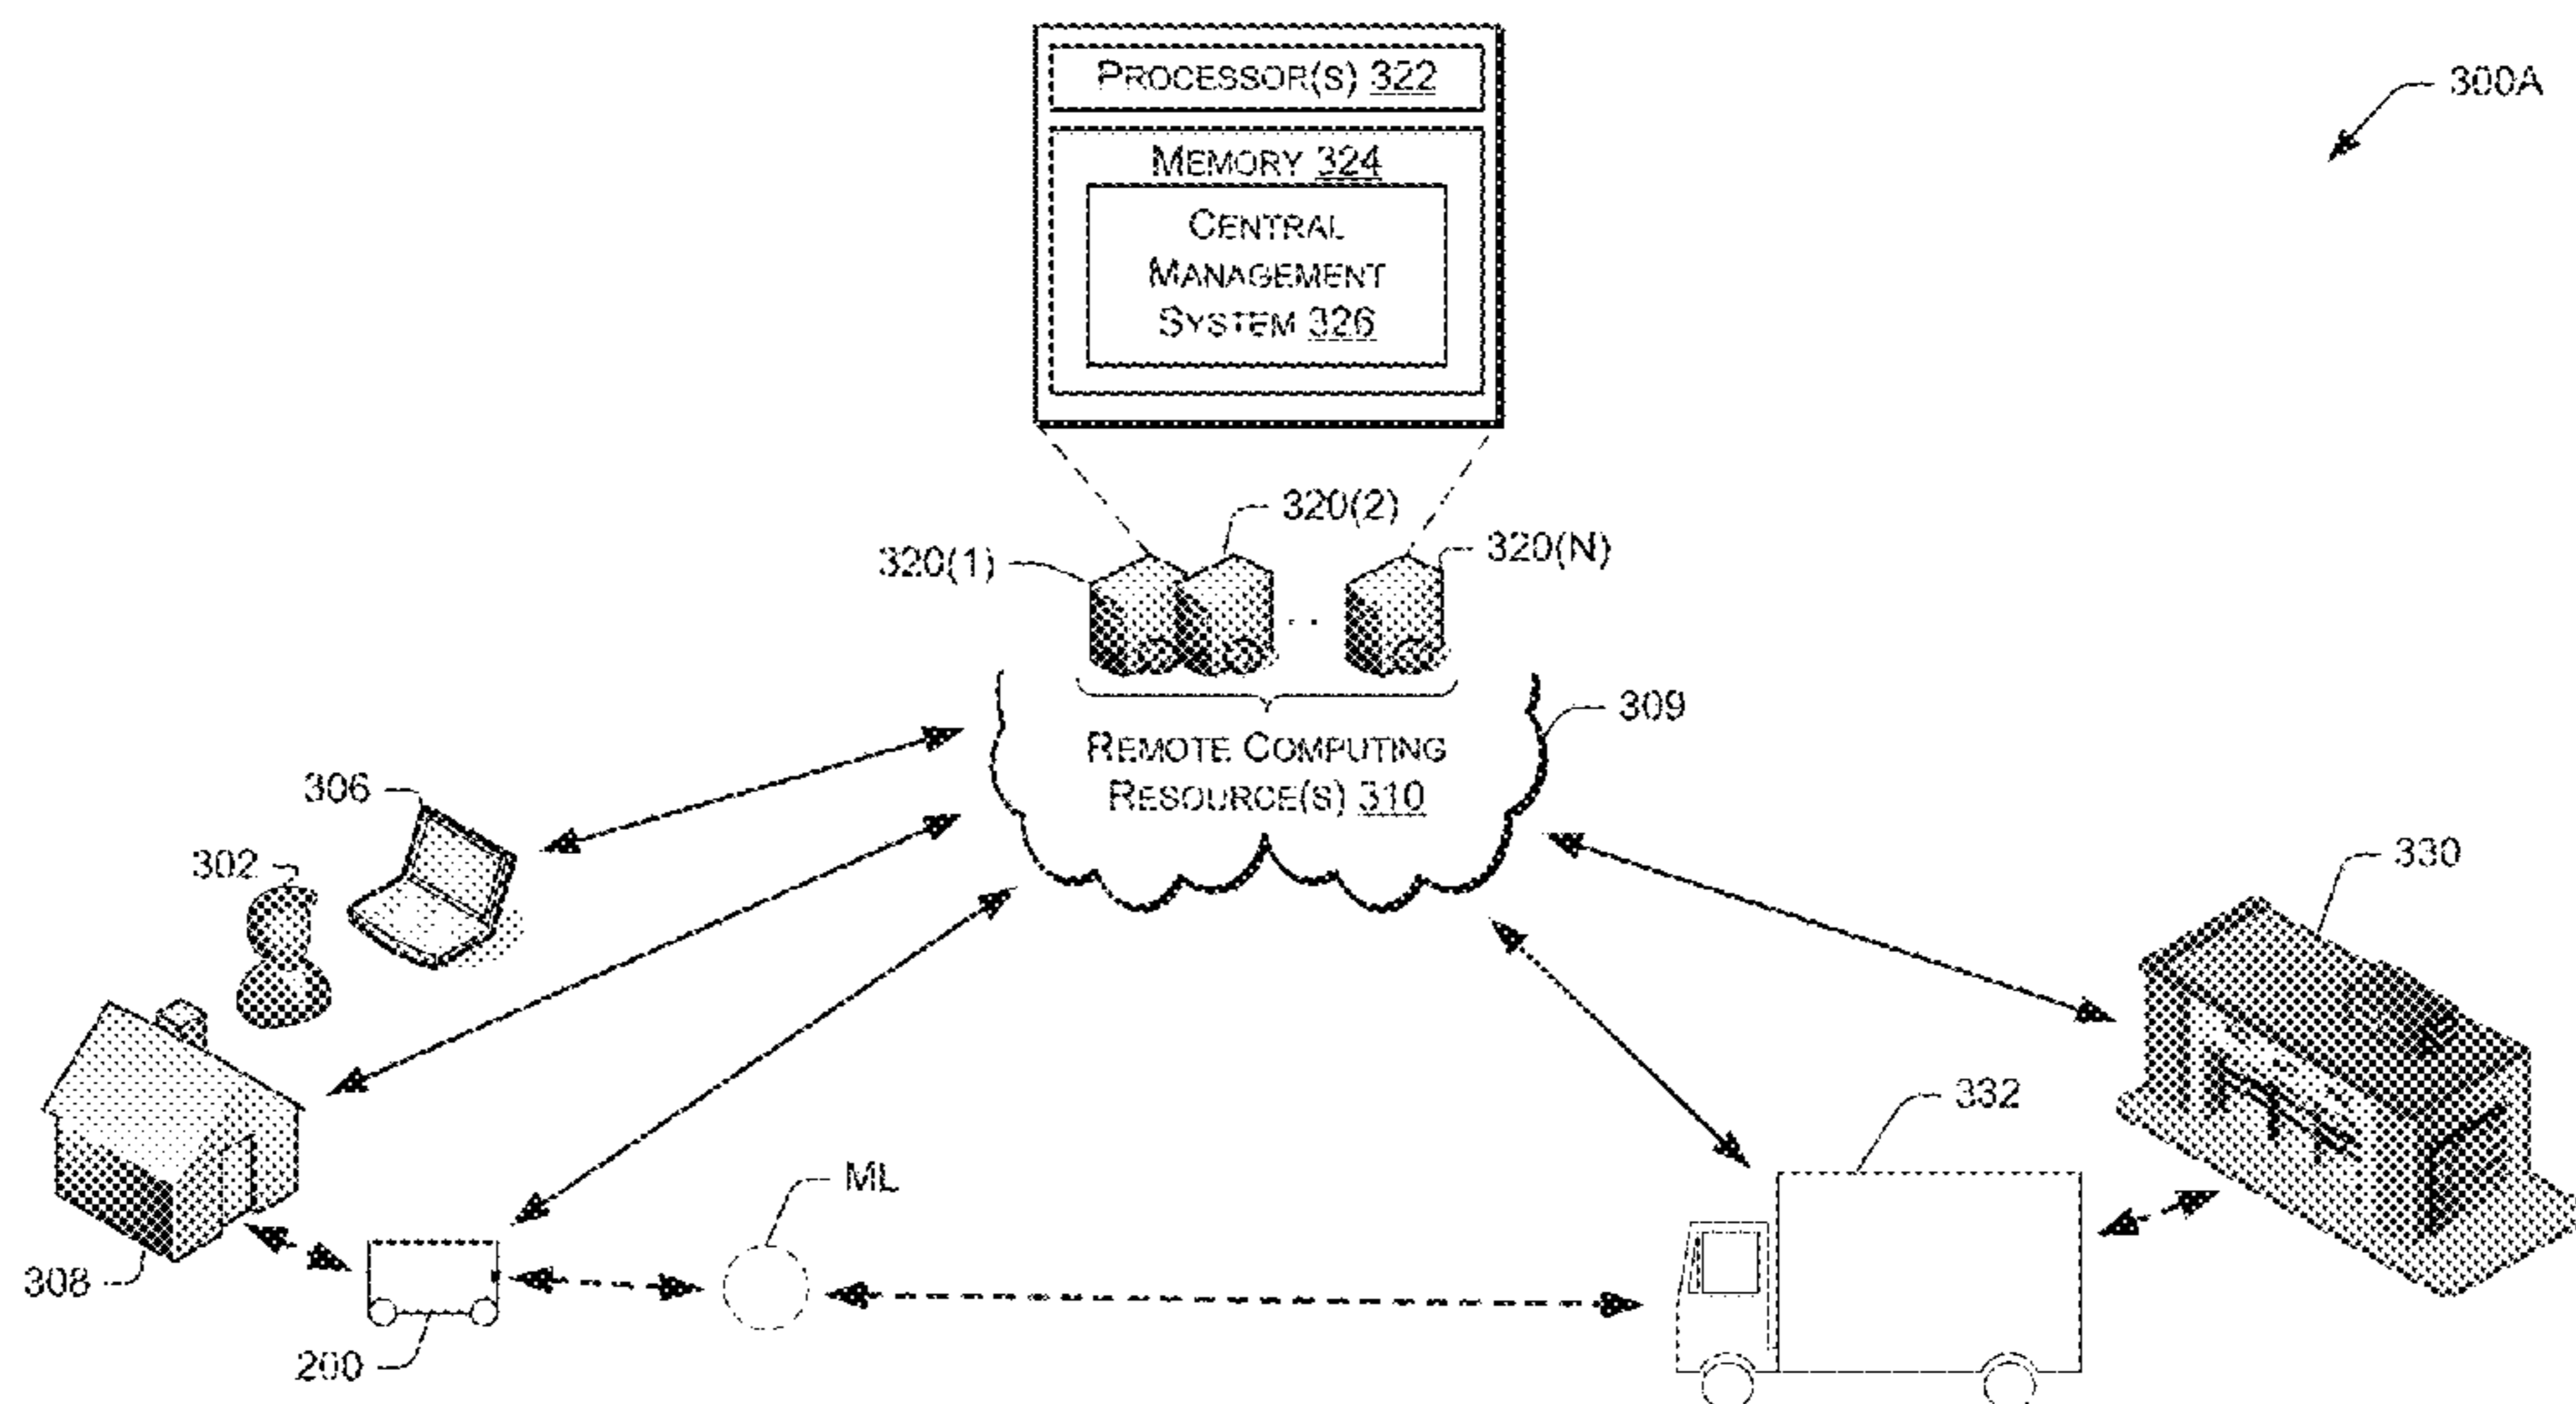 PROCESSOR(S) 322
300A
MEMORY 324
CENTRAL
MANAGEMENT
SYSTEM 326
320(2)
320(1)
320(N)
309
REMOTE COMPUTING
RESOURCE(S) 310
306
302
330
332
ML
308
200